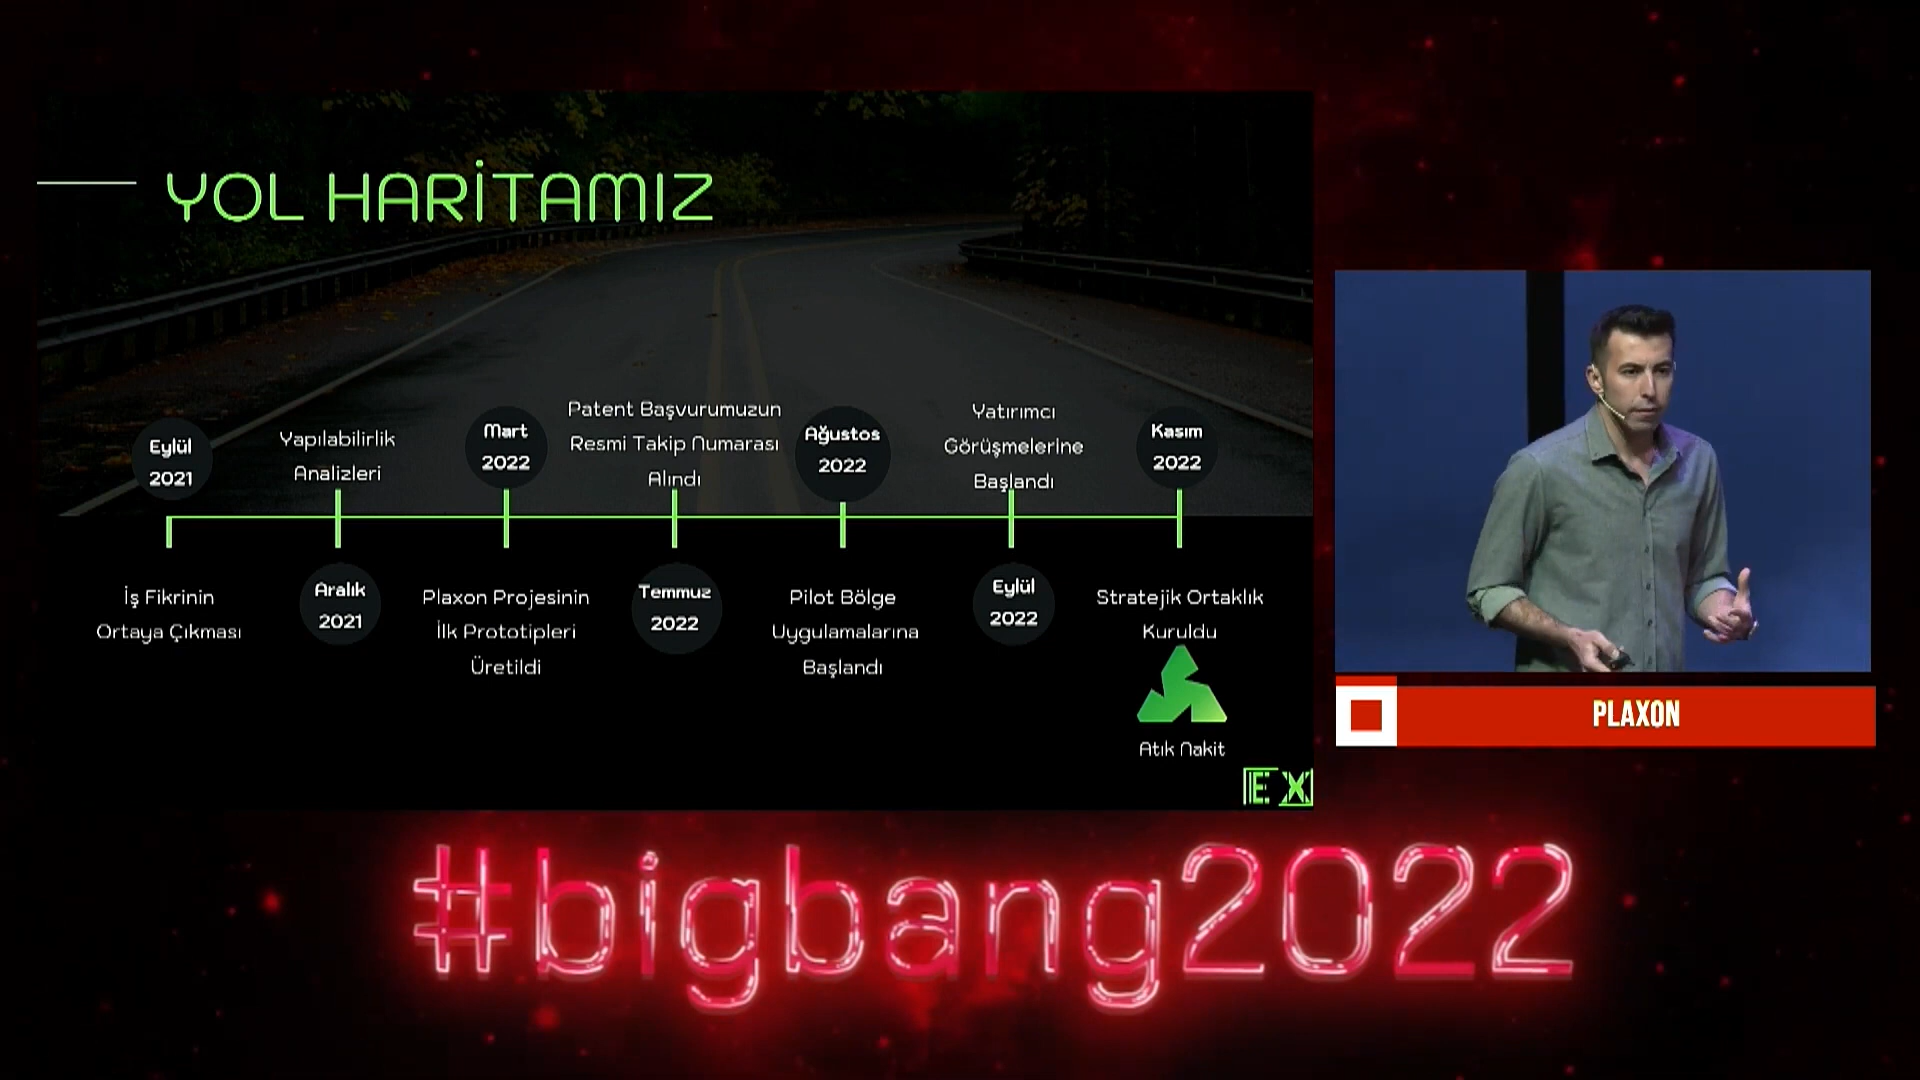 YOL HARİTAMIZ
Eylül
2021
İş Fikrinin
Ortaya Çıkması
Yapılabilirlik
Analizleri
Aralık
2021
Mart
2022
Plaxon Projesinin
İlk Prototipleri
Üretildi
Patent Başvurumuzun
Resmi Takip Numarası
Alındı
Temmuz
2022
Ağustos
2022
Pilot Bölge
Uygulamalarına
Başlandı
Yatırımcı
Görüşmelerine
Başlandı
Eylül
2022
Kasım
2022
Stratejik Ortaklık
Kuruldu
Atık Nakit
EX
PLAXON
#bigbang2022